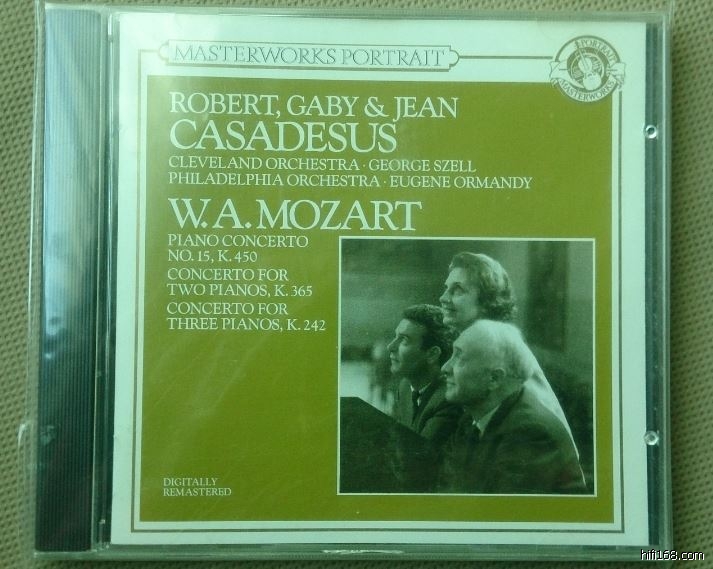 MASTERWORKS PORTRAIT
PORTRAIT
MASTERWORKS
ROBERT, GABY & JEAN
CASADESUS
CLEVELAND ORCHESTRA · GEORGE SZELL
PHILADELPHIA ORCHESTRA · EUGENE ORMANDY
W. A. MOZART
PIANO CONCERTO
NO. 15, K. 450
CONCERTO FOR
TWO PIANOS, K. 365
CONCERTO FOR
THREE PIANOS, K. 242
DIGITALLY
REMASTERED
hifi168.com